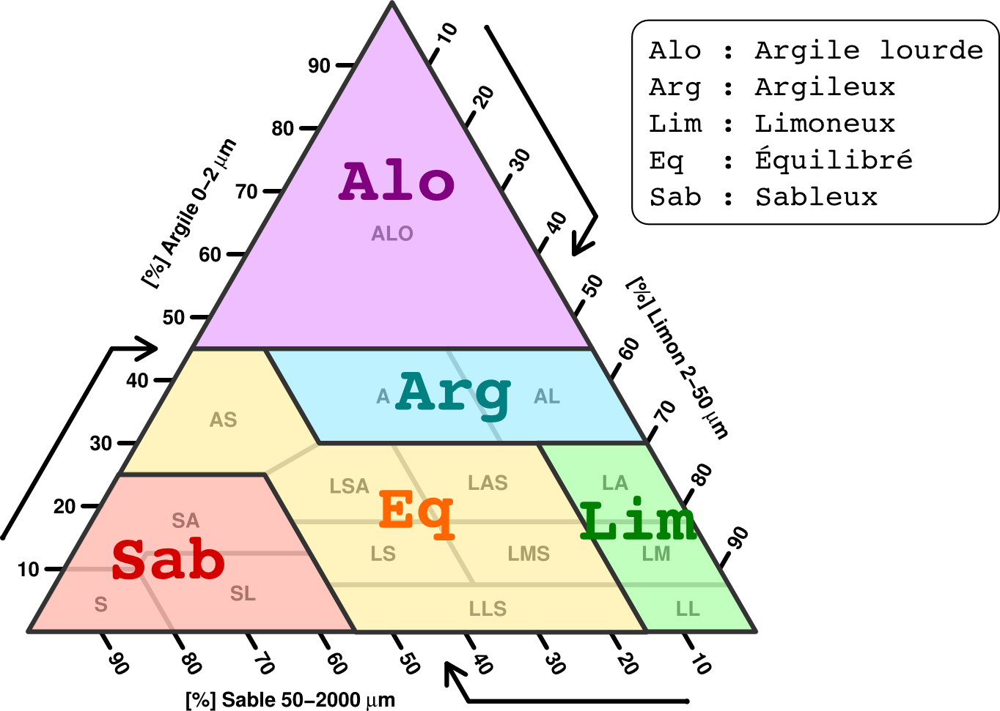 Alo : Argile lourde
Arg : Argileux
Lim : Limoneux
Eq : Équilibré
Sab : Sableux
[%] Argile 0–2 μm
90
80
70
60
50
40
30
20
10
[%] Limon 2–50 μm
10
20
30
40
50
60
70
80
90
Alo
ALO
AS
A
Arg
AL
LSA
LAS
LA
Eq
Lim
SA
Sab
LS
LMS
LM
S
SL
LLS
LL
90
80
70
60
50
40
30
20
10
[%] Sable 50–2000 μm